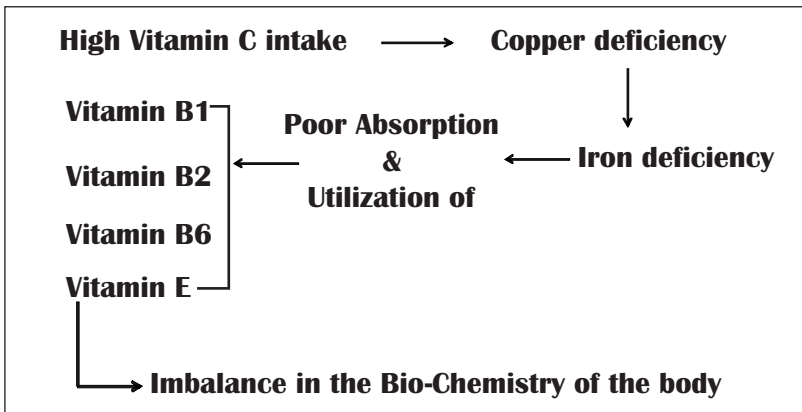 High Vitamin C intake
Copper deficiency
Iron deficiency
Poor Absorption
&
Utilization of
Vitamin B1
Vitamin B2
Vitamin B6
Vitamin E
Imbalance in the Bio-Chemistry of the body